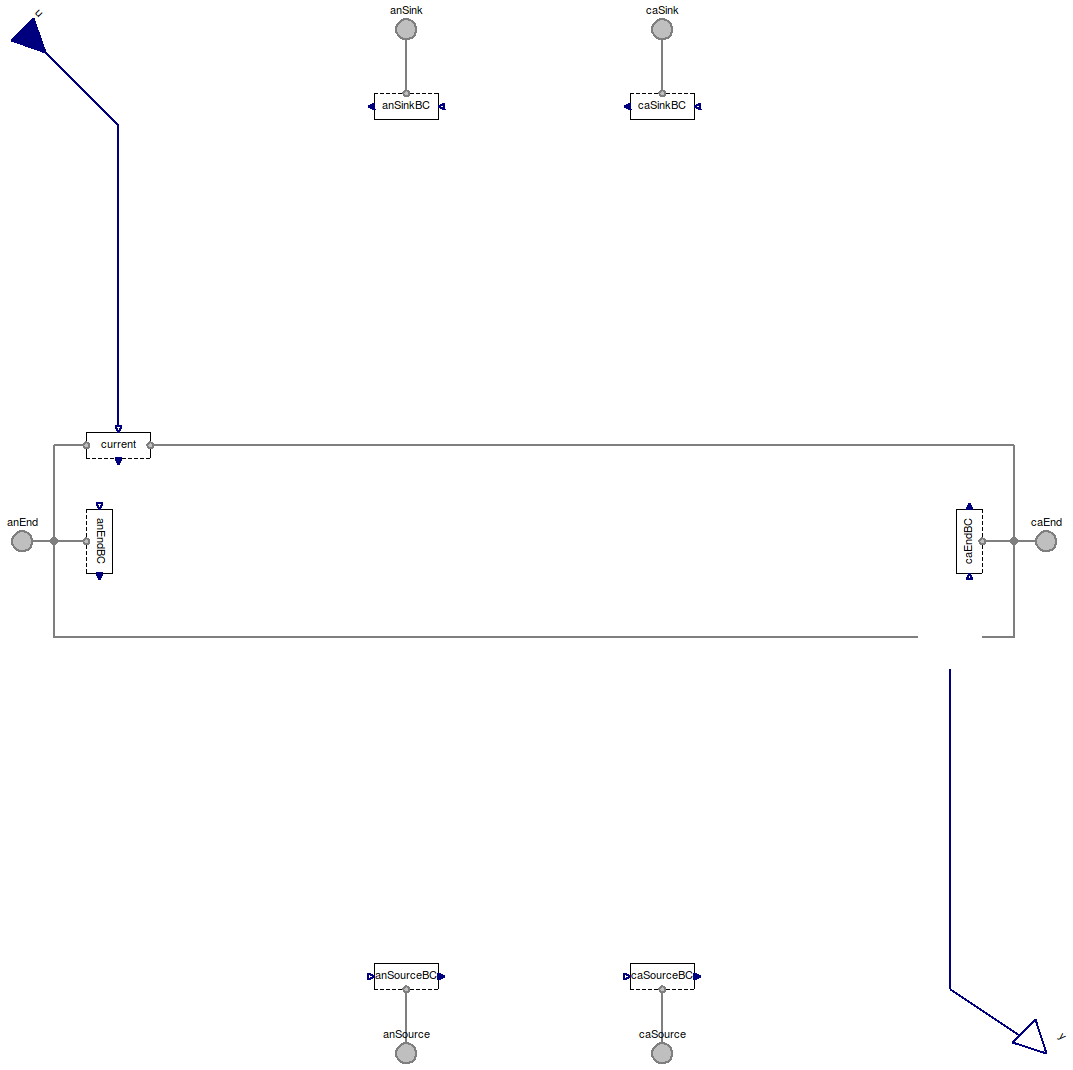 u
anSink
caSink
anSinkBC
caSinkBC
current
anEnd
anEndBC
caEndBC
caEnd
anSourceBC
caSourceBC
anSource
caSource
y